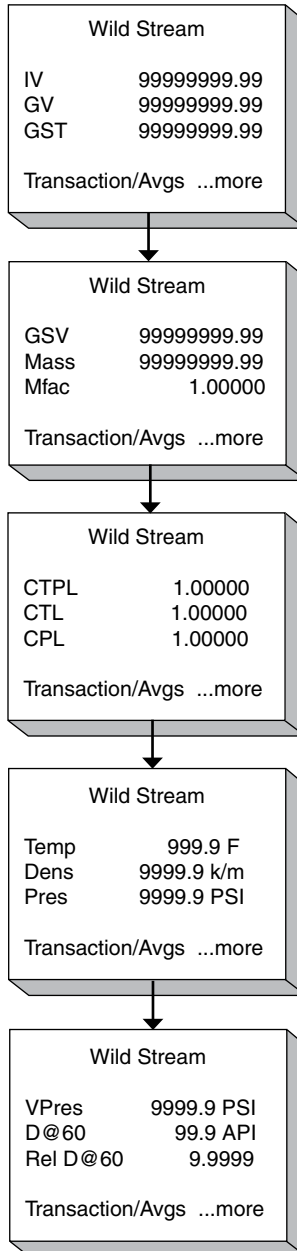 Wild Stream
IV 99999999.99
GV 99999999.99
GST 99999999.99
Transaction/Avgs ...more
Wild Stream
GSV 99999999.99
Mass 99999999.99
Mfac 1.00000
Transaction/Avgs ...more
Wild Stream
CTPL 1.00000
CTL 1.00000
CPL 1.00000
Transaction/Avgs ...more
Wild Stream
Temp 999.9 F
Dens 9999.9 k/m
Pres 9999.9 PSI
Transaction/Avgs ...more
Wild Stream
VPres 9999.9 PSI
D@60 99.9 API
Rel D@60 9.9999
Transaction/Avgs ...more